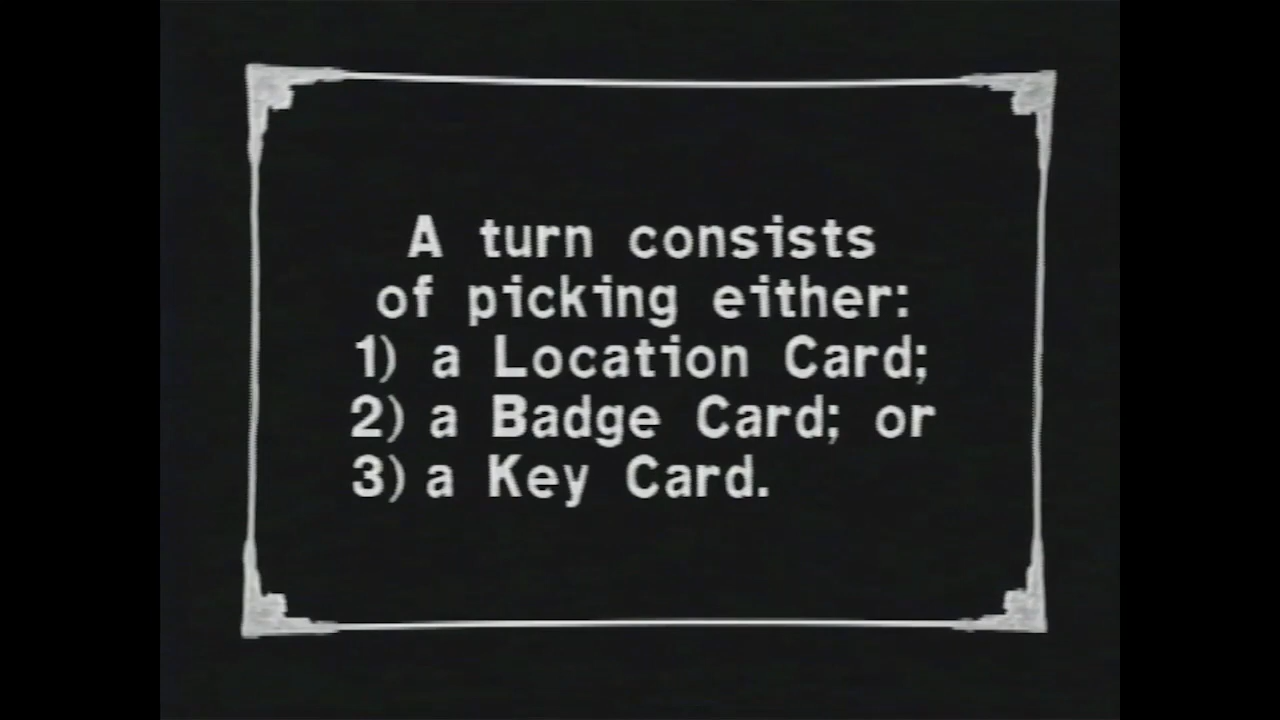 A turn consists
of picking either:
1) a Location Card;
2) a Badge Card; or
3) a Key Card.